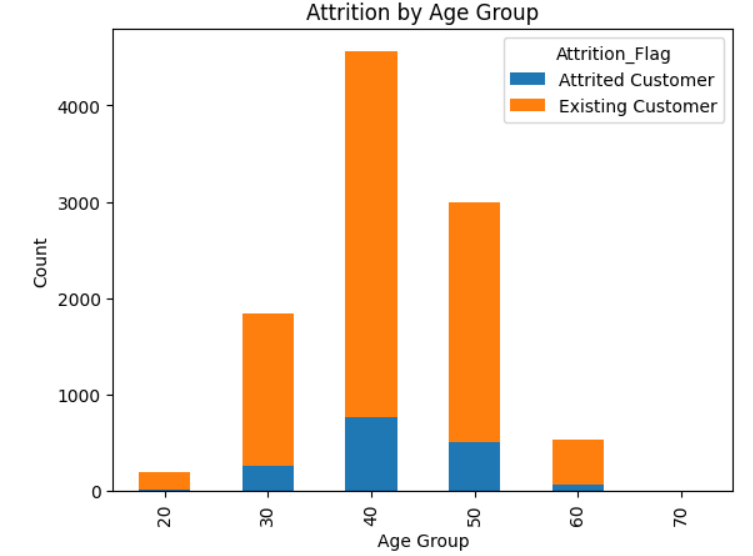 Attrition by Age Group
Attrition_Flag
Attrited Customer
Existing Customer
4000
3000
2000
1000
0
Count
20
30
40
50
60
70
Age Group